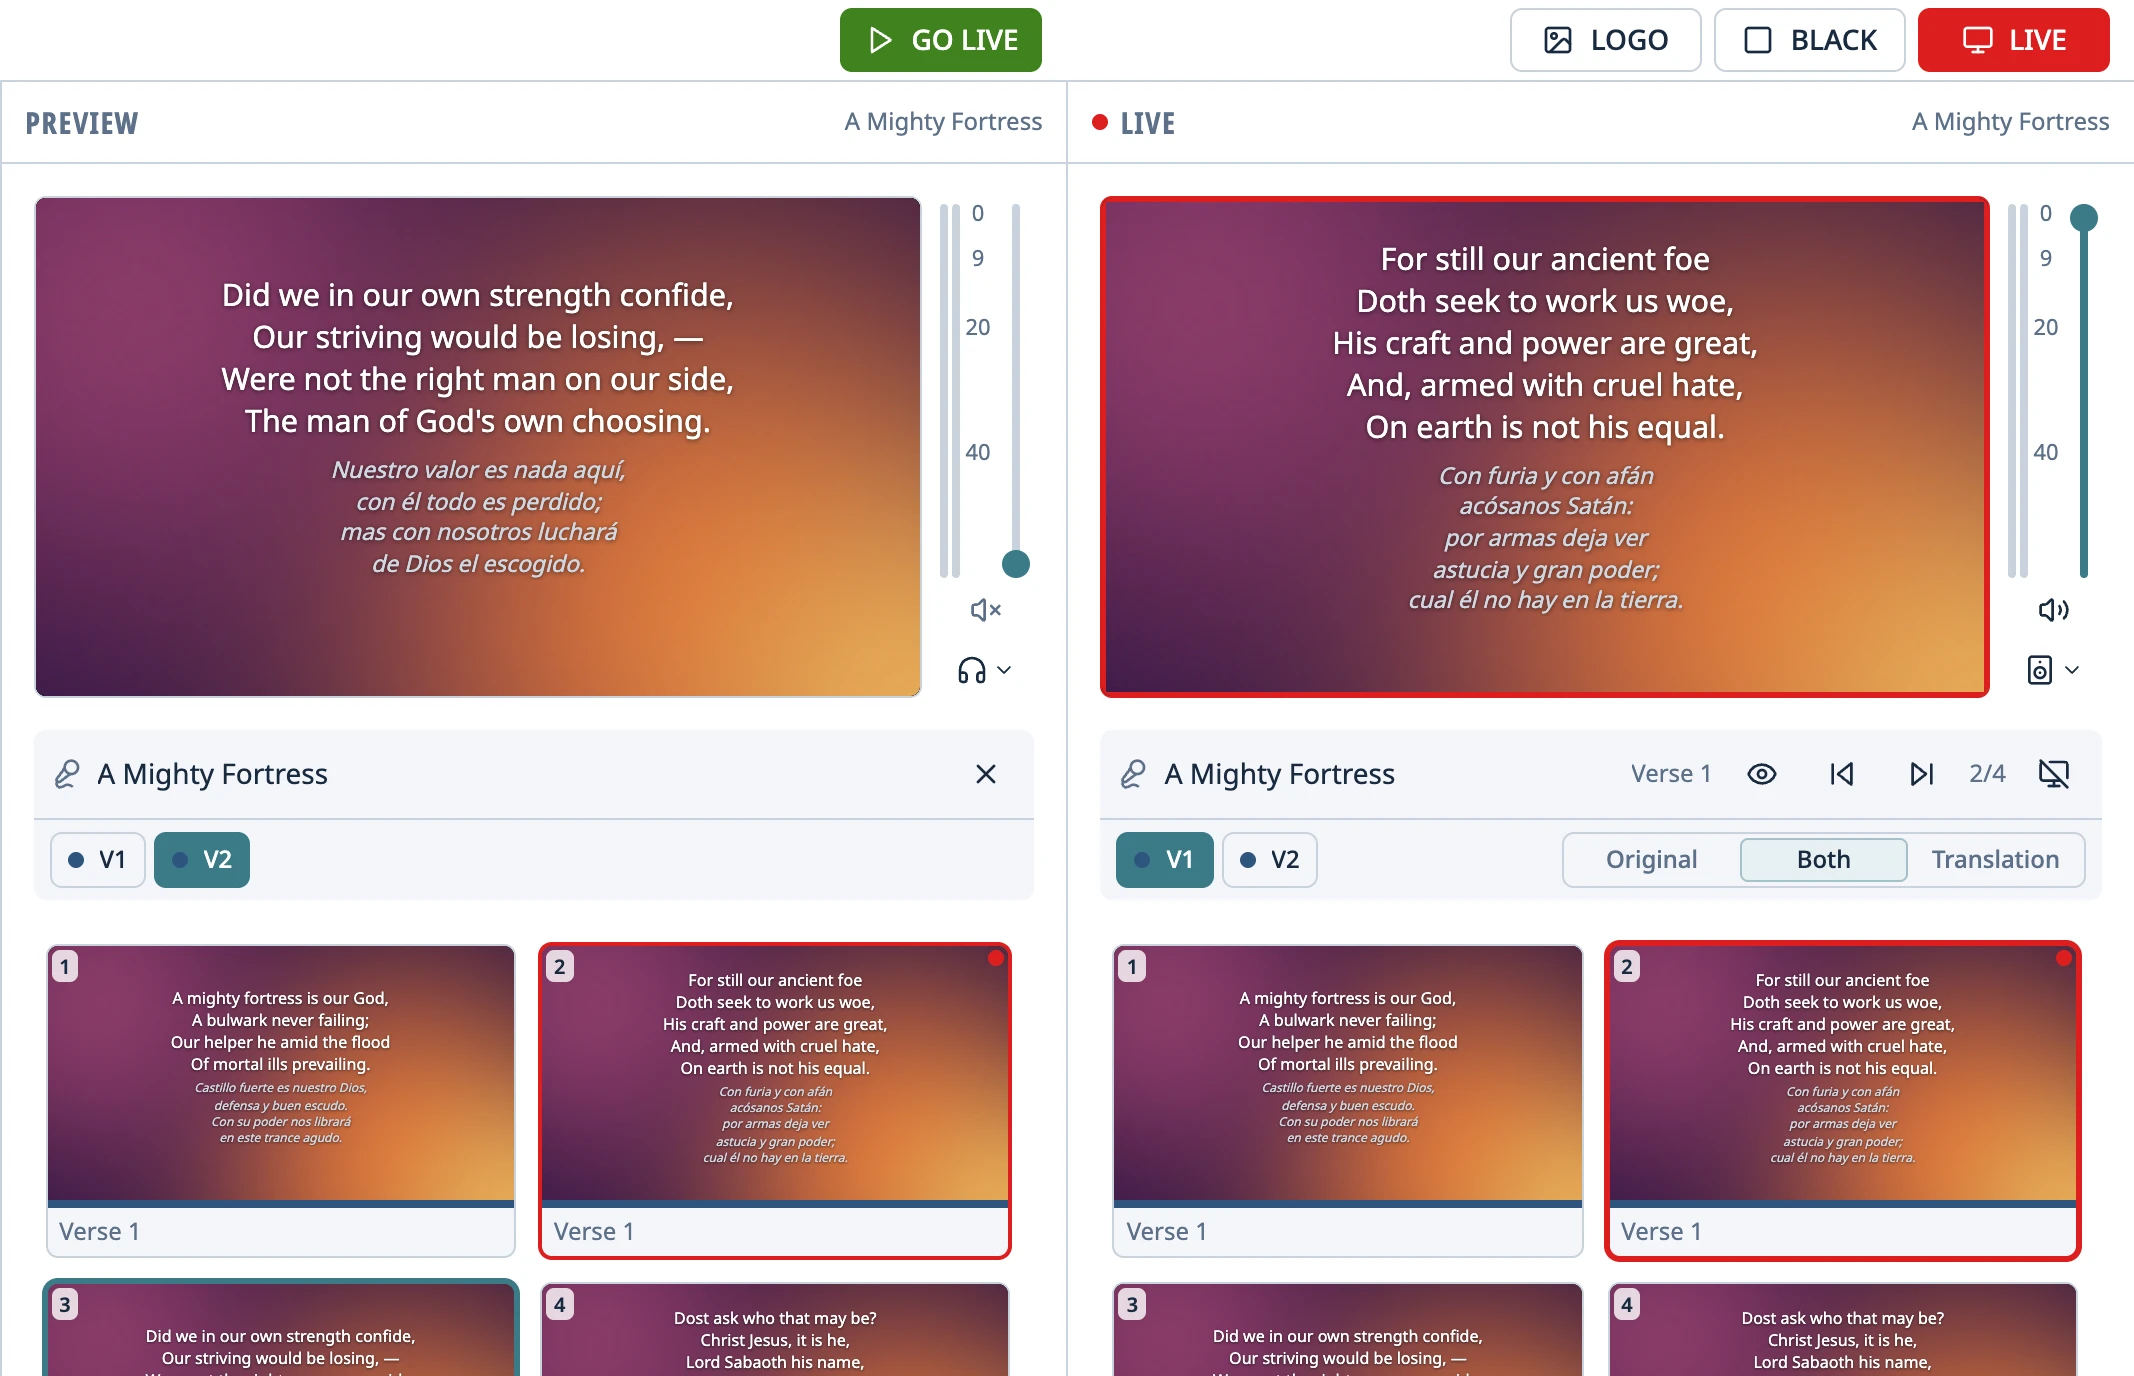 GO LIVE
LOGO
BLACK
LIVE
PREVIEW
A Mighty Fortress
LIVE
A Mighty Fortress
Did we in our own strength confide,
Our striving would be losing, —
Were not the right man on our side,
The man of God's own choosing.
Nuestro valor es nada aquí,
con él todo es perdido;
mas con nosotros luchará
de Dios el escogido.
0
9
20
40
For still our ancient foe
Doth seek to work us woe,
His craft and power are great,
And, armed with cruel hate,
On earth is not his equal.
Con furia y con afán
acósanos Satán:
por armas deja ver
astucia y gran poder;
cual él no hay en la tierra.
0
9
20
40
A Mighty Fortress
V1
V2
A Mighty Fortress
Verse 1
2/4
V1
V2
Original
Both
Translation
1
A mighty fortress is our God,
A bulwark never failing;
Our helper he amid the flood
Of mortal ills prevailing.
Castillo fuerte es nuestro Dios,
defensa y buen escudo.
Con su poder nos librará
en este trance agudo.
Verse 1
2
For still our ancient foe
Doth seek to work us woe,
His craft and power are great,
And, armed with cruel hate,
On earth is not his equal.
Con furia y con afán
acósanos Satán:
por armas deja ver
astucia y gran poder;
cual él no hay en la tierra.
Verse 1
3
Did we in our own strength confide,
Our striving would be losing, —
4
Dost ask who that may be?
Christ Jesus, it is he,
Lord Sabaoth his name,
1
A mighty fortress is our God,
A bulwark never failing;
Our helper he amid the flood
Of mortal ills prevailing.
Castillo fuerte es nuestro Dios,
defensa y buen escudo.
Con su poder nos librará
en este trance agudo.
Verse 1
2
For still our ancient foe
Doth seek to work us woe,
His craft and power are great,
And, armed with cruel hate,
On earth is not his equal.
Con furia y con afán
acósanos Satán:
por armas deja ver
astucia y gran poder;
cual él no hay en la tierra.
Verse 1
3
Did we in our own strength confide,
Our striving would be losing, —
4
Dost ask who that may be?
Christ Jesus, it is he,
Lord Sabaoth his name,